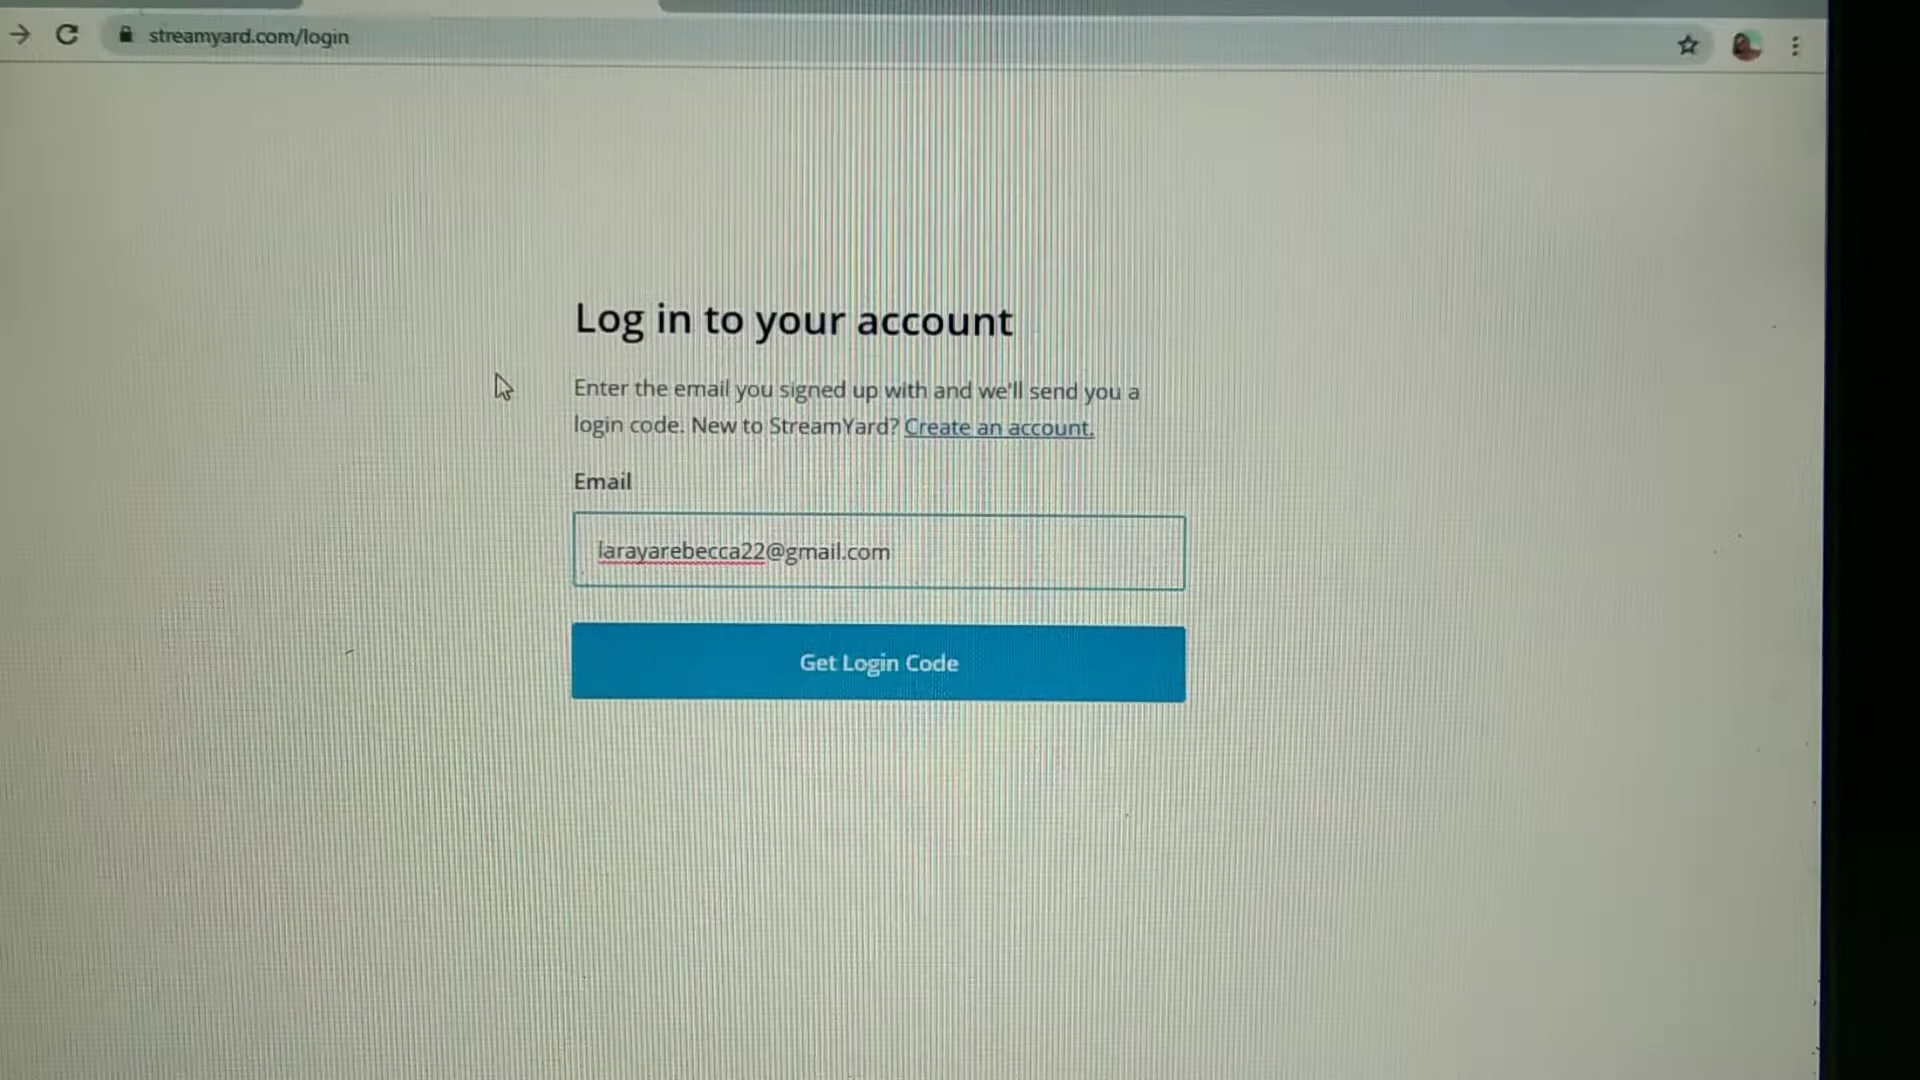 streamyard.com/login
Log in to your account
Enter the email you signed up with and we'll send you a
login code. New to StreamYard? Create an account.
Email
larayarebecca22@gmail.com
Get Login Code